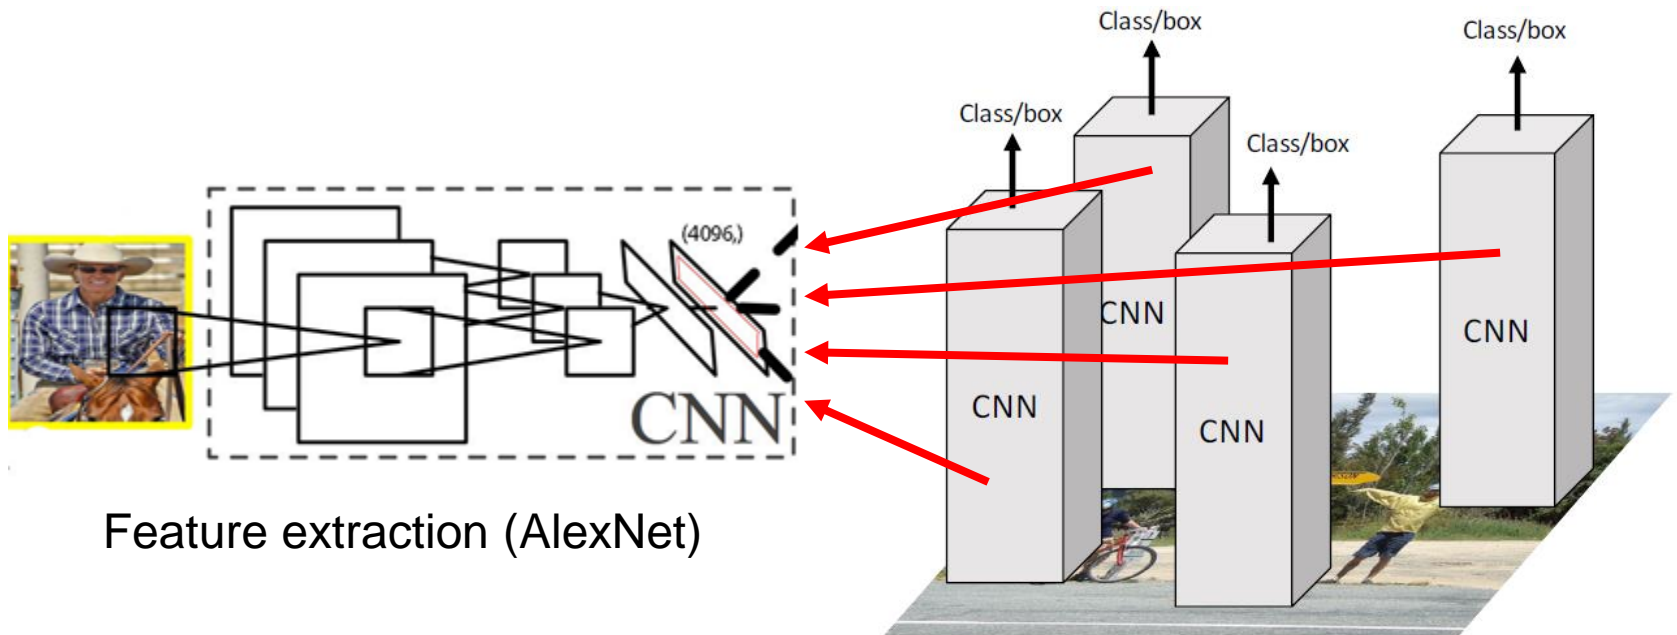 Class/box
Class/box
Class/box
Class/box
(4096,)
CNN
CNN
CNN
CNN
CNN
Feature extraction (AlexNet)